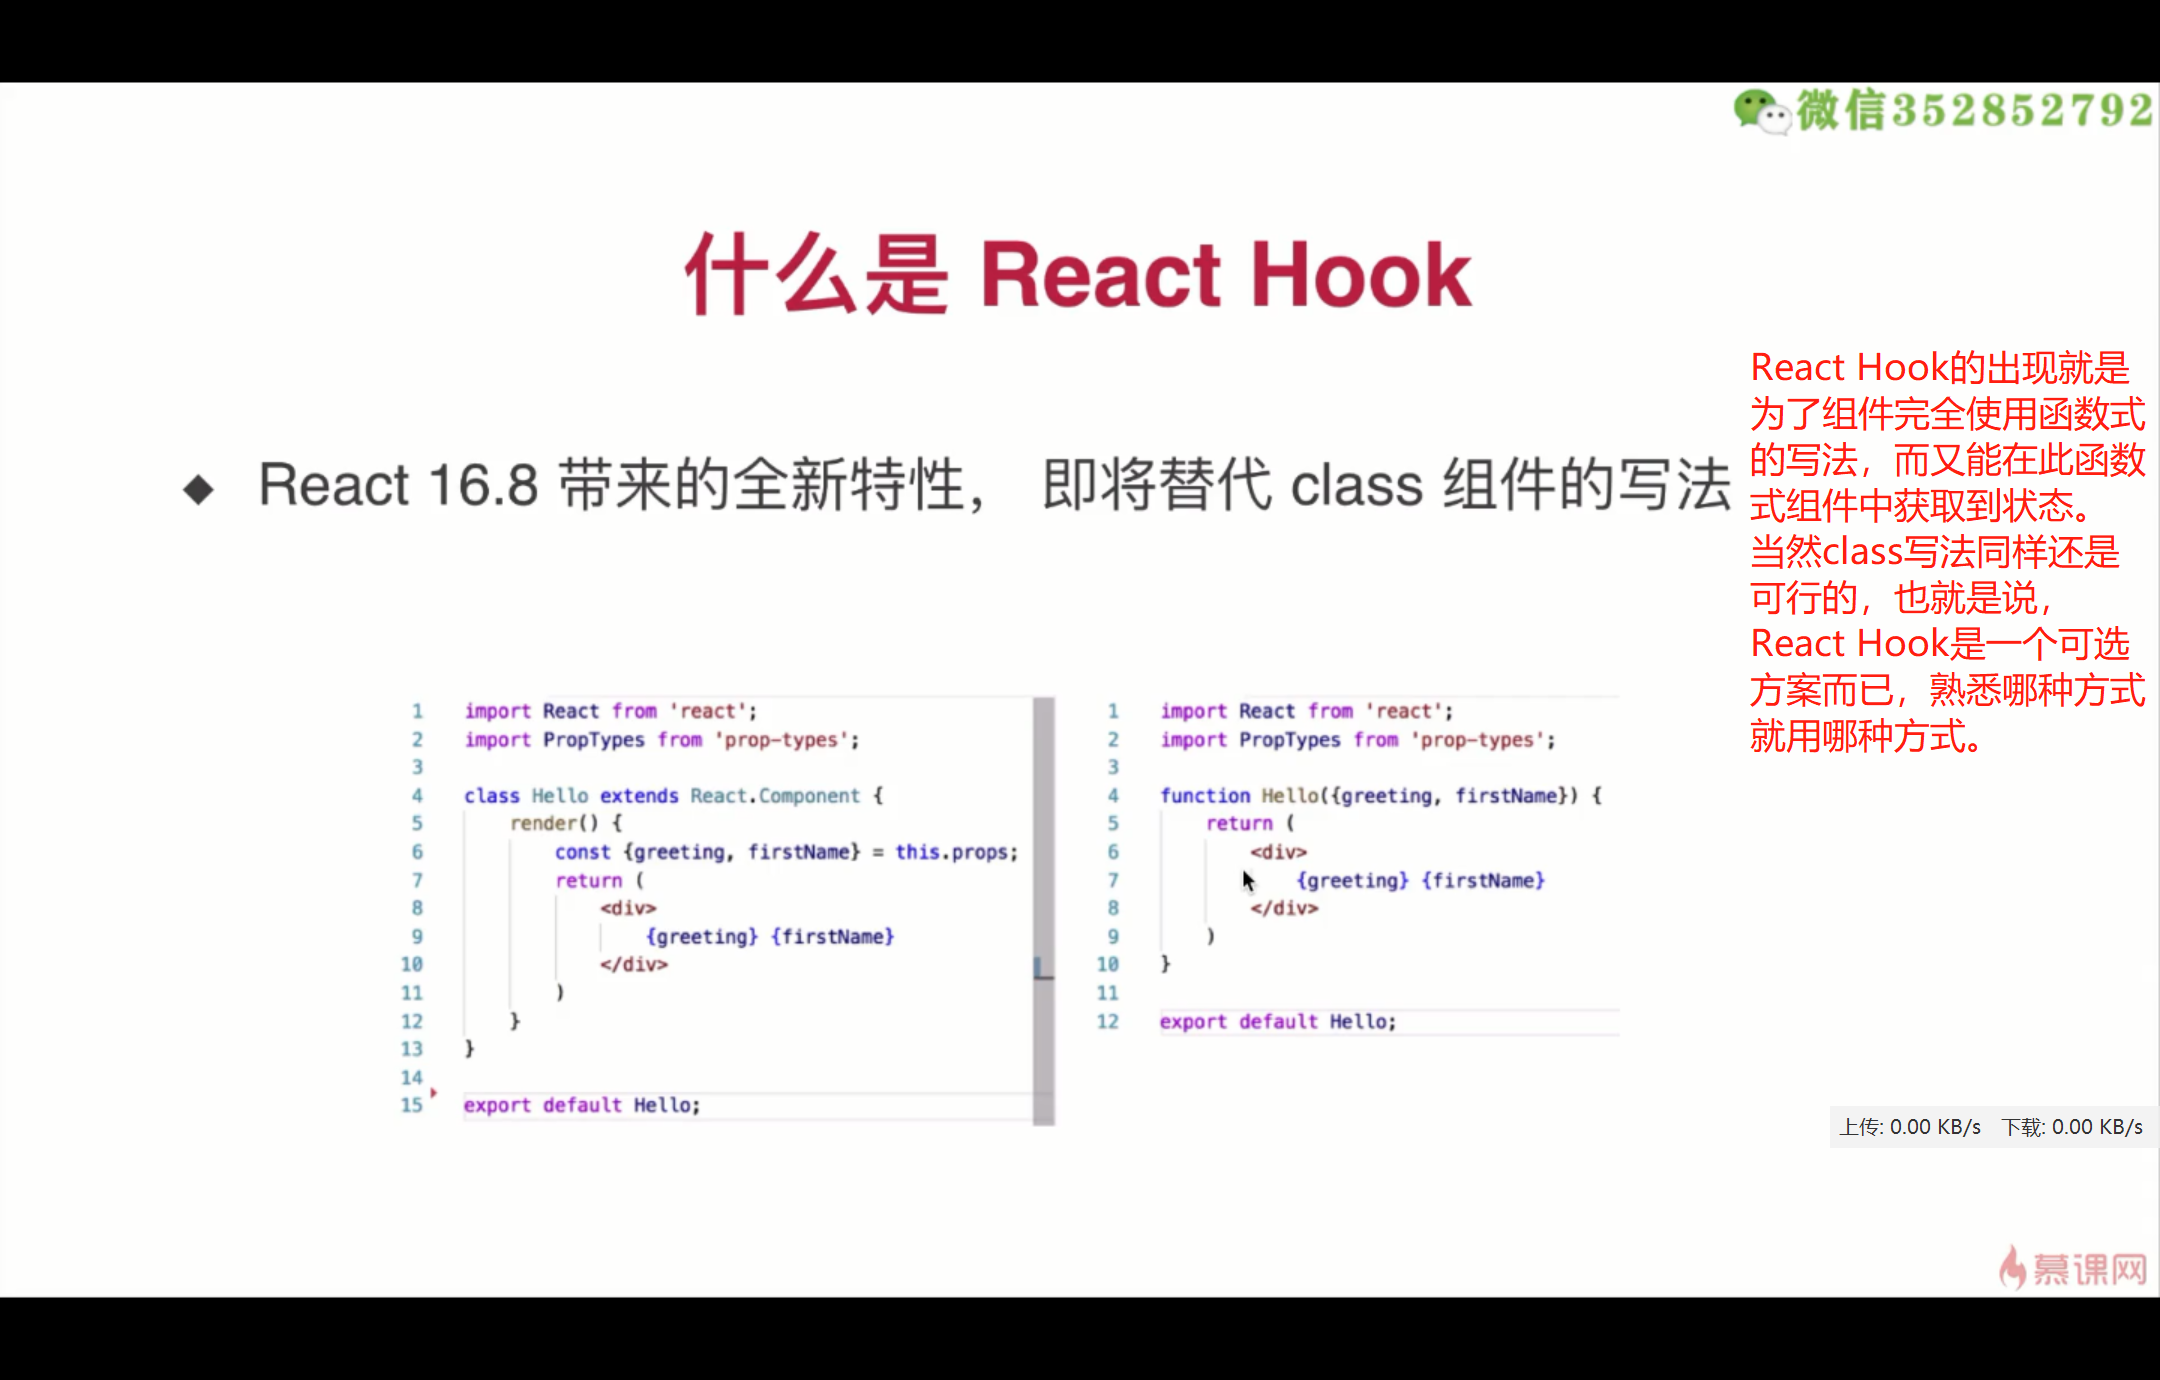 微信352852792
什么是 React Hook
◆ React 16.8 带来的全新特性， 即将替代 class 组件的写法
React Hook的出现就是
为了组件完全使用函数式
的写法，而又能在此函数
式组件中获取到状态。
当然class写法同样还是
可行的，也就是说，
React Hook是一个可选
方案而已，熟悉哪种方式
就用哪种方式。
1 import React from 'react';
2 import PropTypes from 'prop-types';
3
4 class Hello extends React.Component {
5 render() {
6 const {greeting, firstName} = this.props;
7 return (
8 <div>
9 {greeting} {firstName}
10 </div>
11 )
12 }
13 }
14
15 export default Hello;
1 import React from 'react';
2 import PropTypes from 'prop-types';
3
4 function Hello({greeting, firstName}) {
5 return (
6 <div>
7 {greeting} {firstName}
8 </div>
9 )
10 }
11
12 export default Hello;
上传: 0.00 KB/s 下载: 0.00 KB/s
慕课网